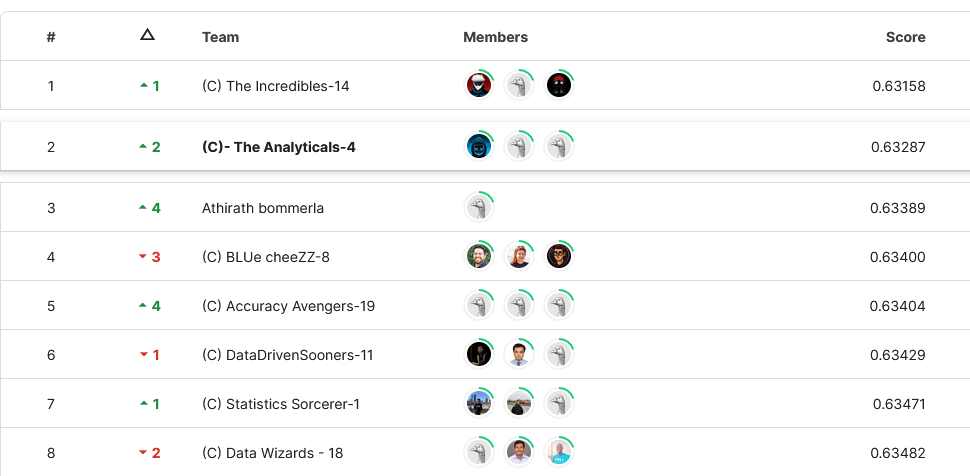 # △ Team Members Score
1 ▲ 1 (C) The Incredibles-14 0.63158
2 ▲ 2 (C)- The Analyticals-4 0.63287
3 ▲ 4 Athirath bommerla 0.63389
4 ▼ 3 (C) BLUe cheeZZ-8 0.63400
5 ▲ 4 (C) Accuracy Avengers-19 0.63404
6 ▼ 1 (C) DataDrivenSooners-11 0.63429
7 ▲ 1 (C) Statistics Sorcerer-1 0.63471
8 ▼ 2 (C) Data Wizards - 18 0.63482